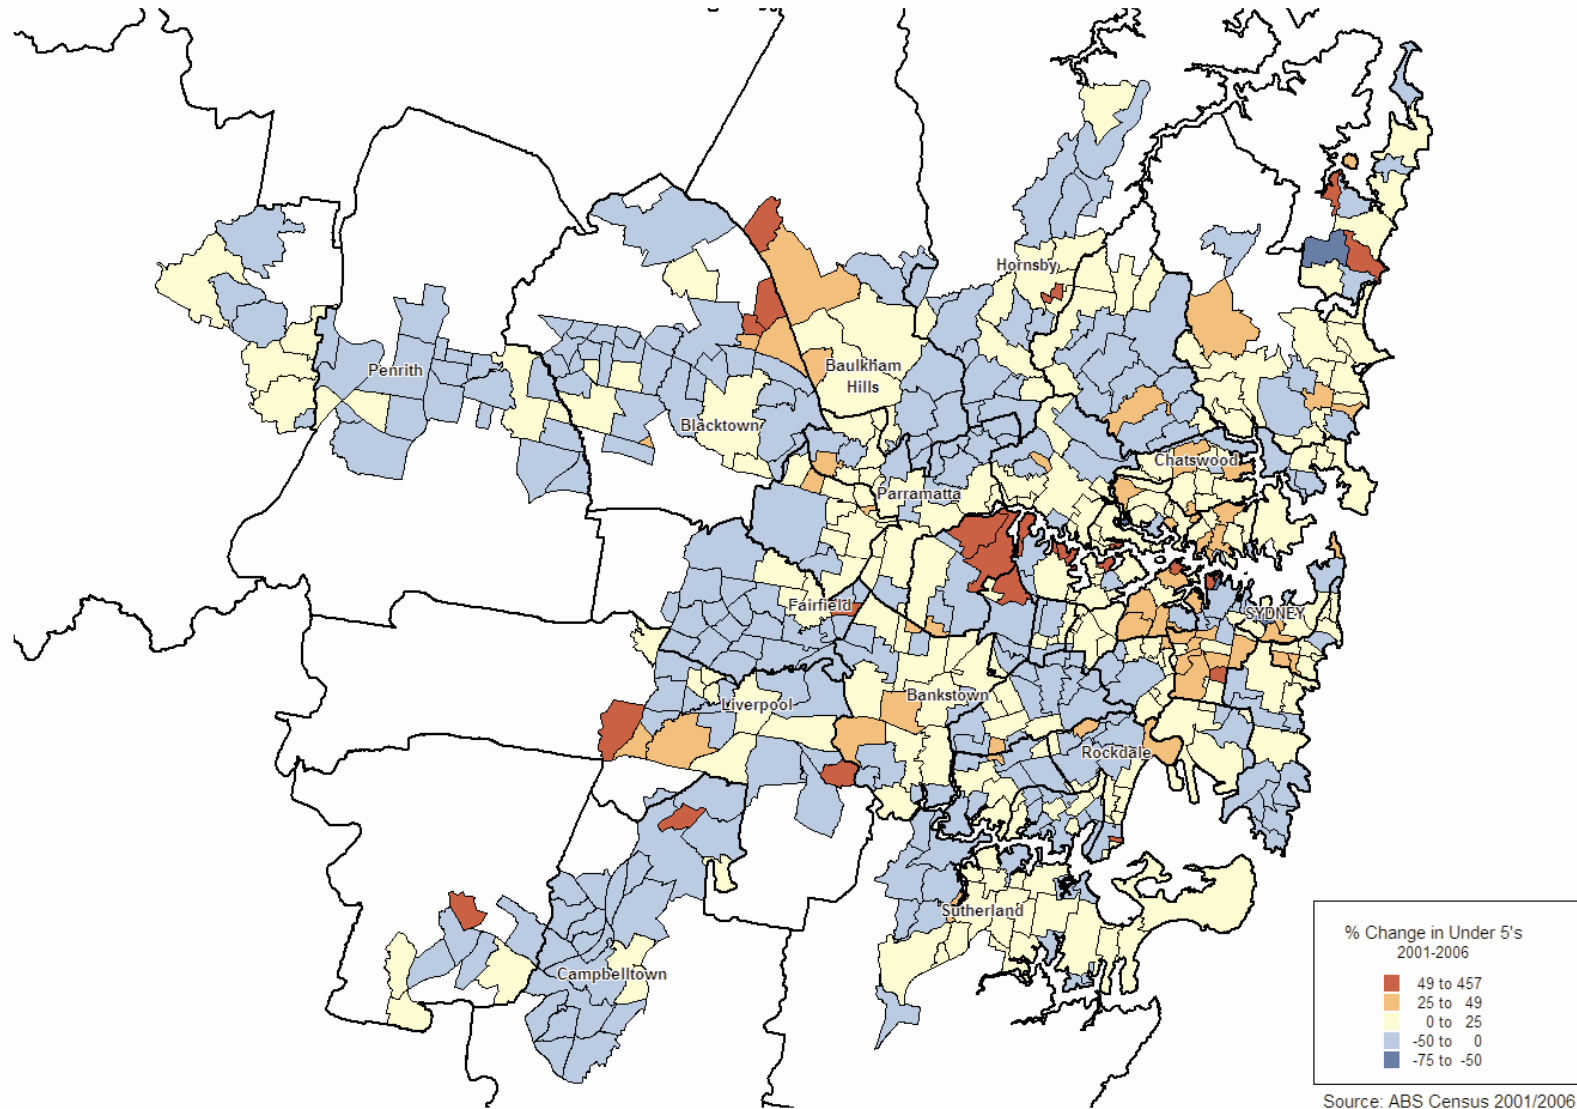 Hornsby
Penrith
Baulkham
Hills
Blacktown
Chatswood
Parramatta
Fairfield
SYDNEY
Bankstown
Liverpool
Rockdale
Sutherland
Campbelltown
% Change in Under 5's
2001-2006
49 to 457
25 to 49
0 to 25
-50 to 0
-75 to -50
Source: ABS Census 2001/2006